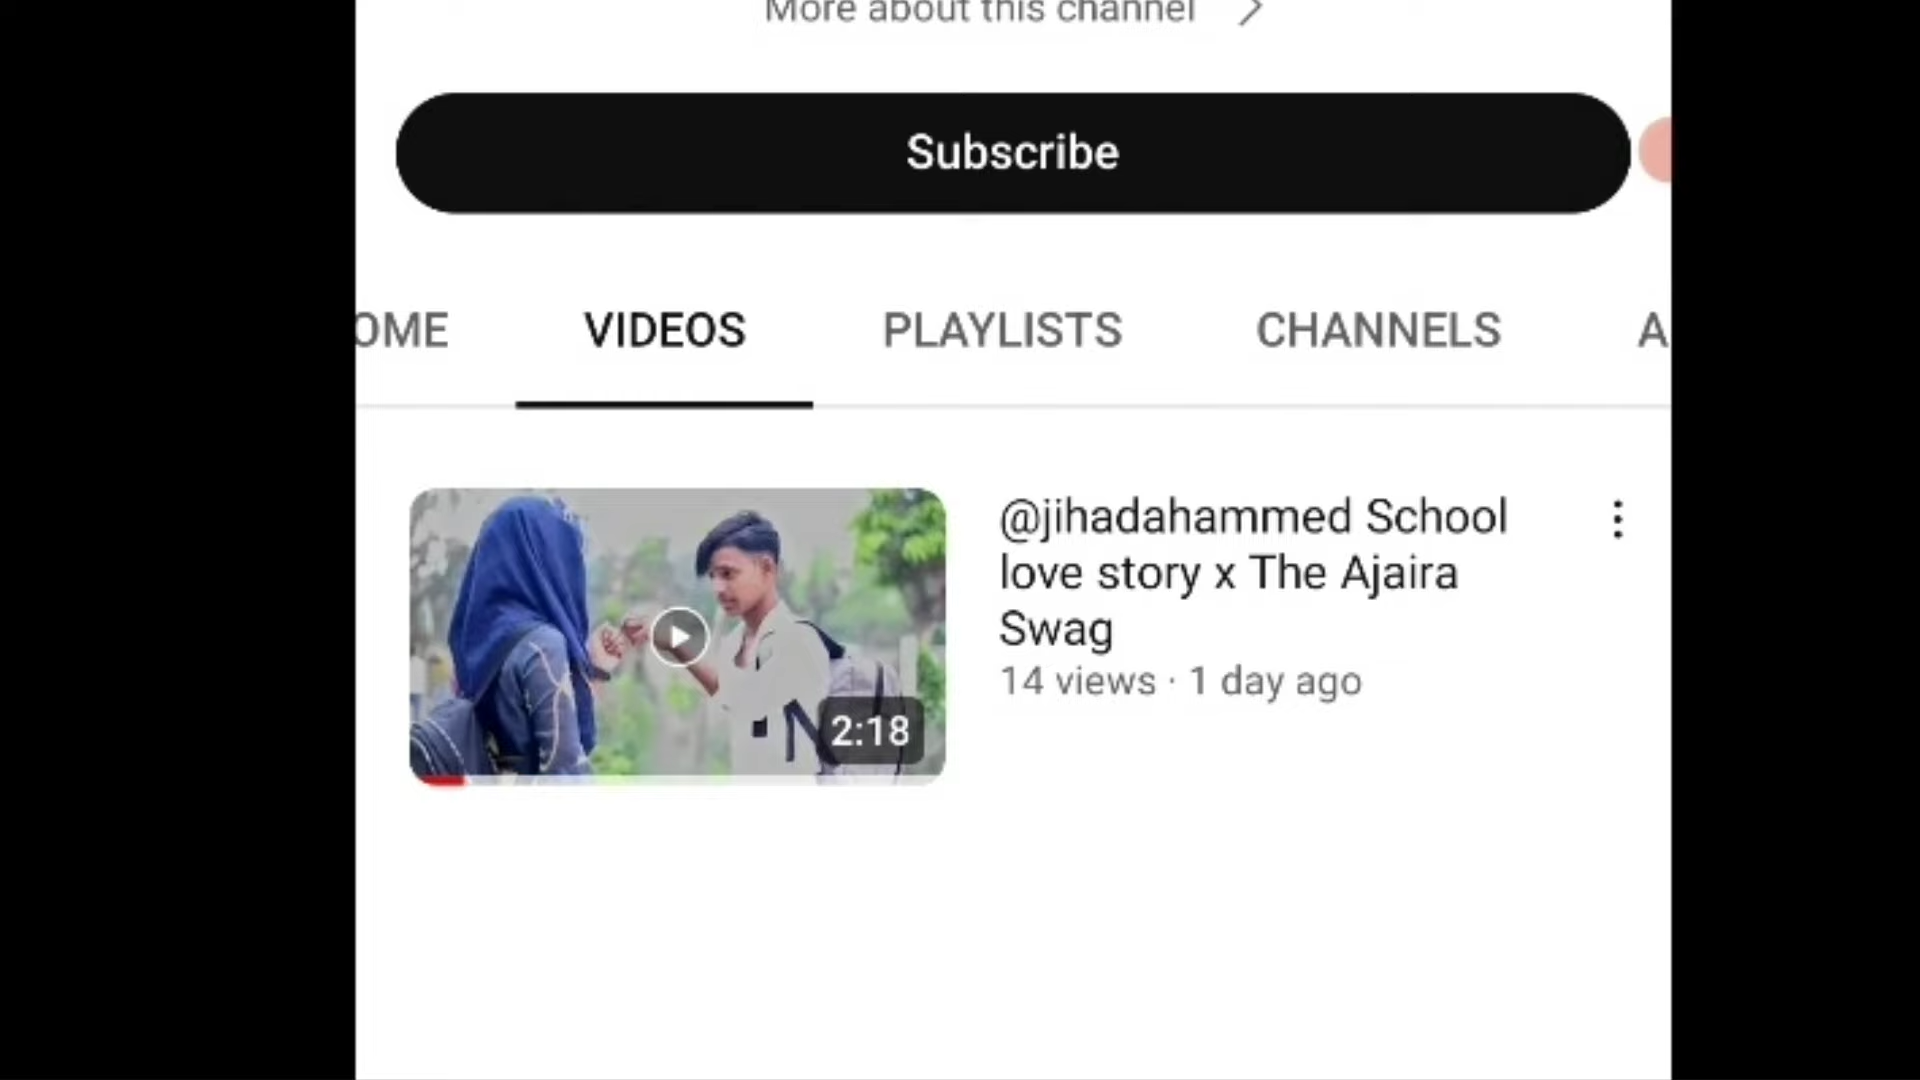 More about this channel
Subscribe
OME VIDEOS PLAYLISTS CHANNELS A
@jihadahammed School
love story x The Ajaira
Swag
14 views · 1 day ago
N
2:18